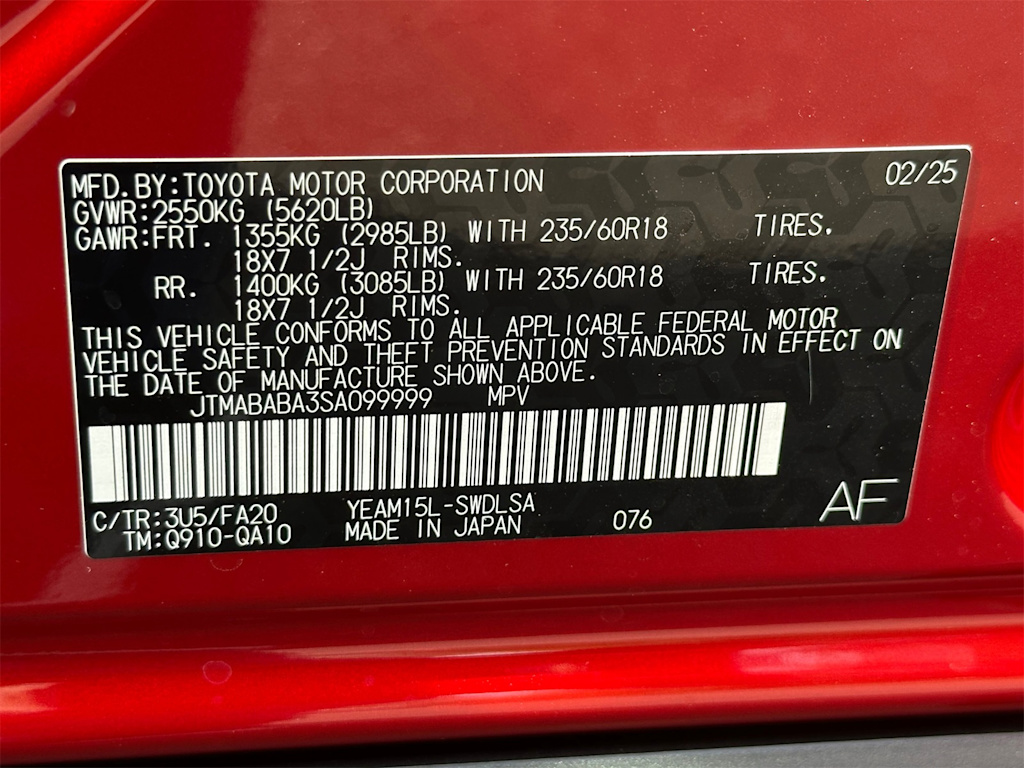 MFD.BY:TOYOTA MOTOR CORPORATION 02/25
GVWR:2550KG (5620LB)
GAWR:FRT. 1355KG (2985LB) WITH 235/60R18 TIRES.
18X7 1/2J RIMS.
RR. 1400KG (3085LB) WITH 235/60R18 TIRES.
18X7 1/2J RIMS.
THIS VEHICLE CONFORMS TO ALL APPLICABLE FEDERAL MOTOR
VEHICLE SAFETY AND THEFT PREVENTION STANDARDS IN EFFECT ON
THE DATE OF MANUFACTURE SHOWN ABOVE.
JTMABABA3SA099999 MPV
C/TR:3U5/FA20 YEAM15L-SWDLSA
TM:Q910-QA10 MADE IN JAPAN 076 AF